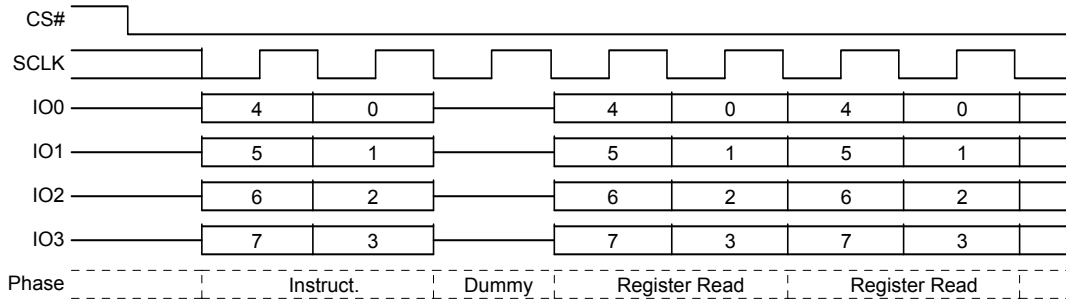 CS#
SCLK
IO0 4 0 4 0 4 0
IO1 5 1 5 1 5 1
IO2 6 2 6 2 6 2
IO3 7 3 7 3 7 3
Phase Instruct. Dummy Register Read Register Read